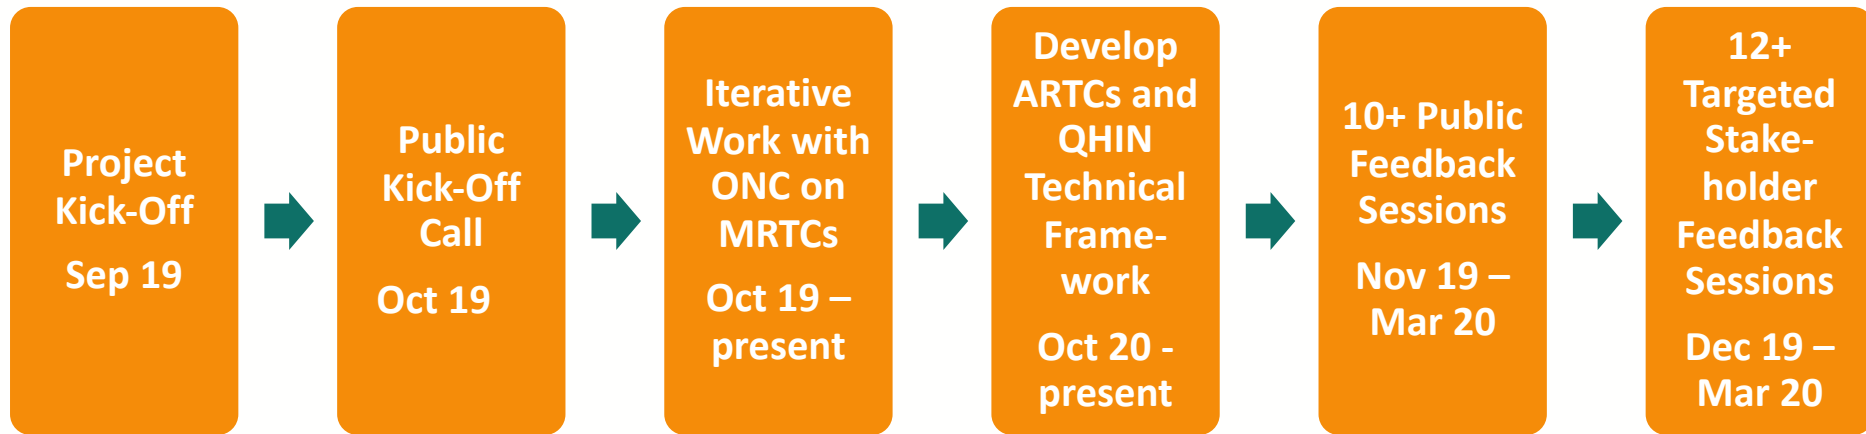 Project
Kick-Off
Sep 19
Public
Kick-Off
Call
Oct 19
Iterative
Work with
ONC on
MRTCs
Oct 19 –
present
Develop
ARTCs and
QHIN
Technical
Frame-
work
Oct 20 -
present
10+ Public
Feedback
Sessions
Nov 19 –
Mar 20
12+
Targeted
Stake-
holder
Feedback
Sessions
Dec 19 –
Mar 20